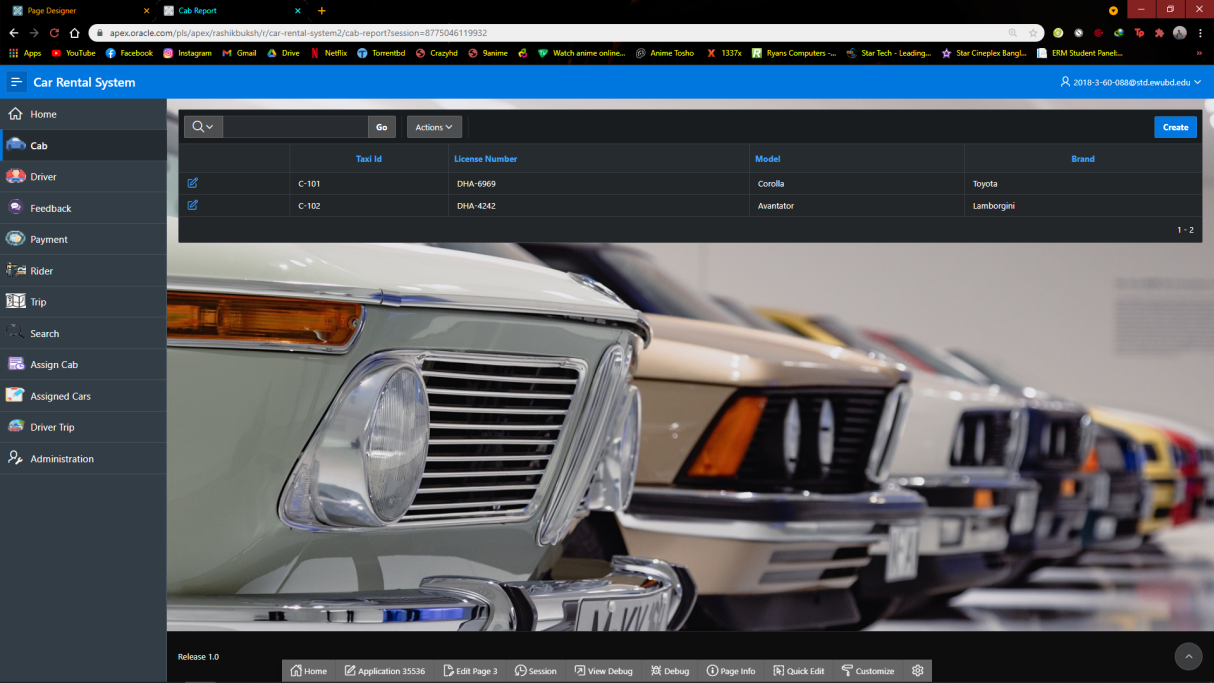 Page Designer
Cab Report
apex.oracle.com/pls/apex/rashikbuksh/r/car-rental-system2/cab-report?session=8775046119932
Apps YouTube Facebook Instagram Gmail Drive Netflix Torrentbd Crazyhd 9anime Watch anime online... Anime Tosho 1337x Ryans Computers -... Star Tech - Leading... Star Cineplex Bangl... ERM Student Panel:...
Car Rental System
2018-3-60-088@std.ewubd.edu
Home
Cab
Driver
Feedback
Payment
Rider
Trip
Search
Assign Cab
Assigned Cars
Driver Trip
Administration
Go Actions Create
Taxi Id License Number Model Brand
C-101 DHA-6969 Corolla Toyota
C-102 DHA-4242 Avantator Lamborgini
1 - 2
Release 1.0
Home Application 35536 Edit Page 3 Session View Debug Debug Page Info Quick Edit Customize